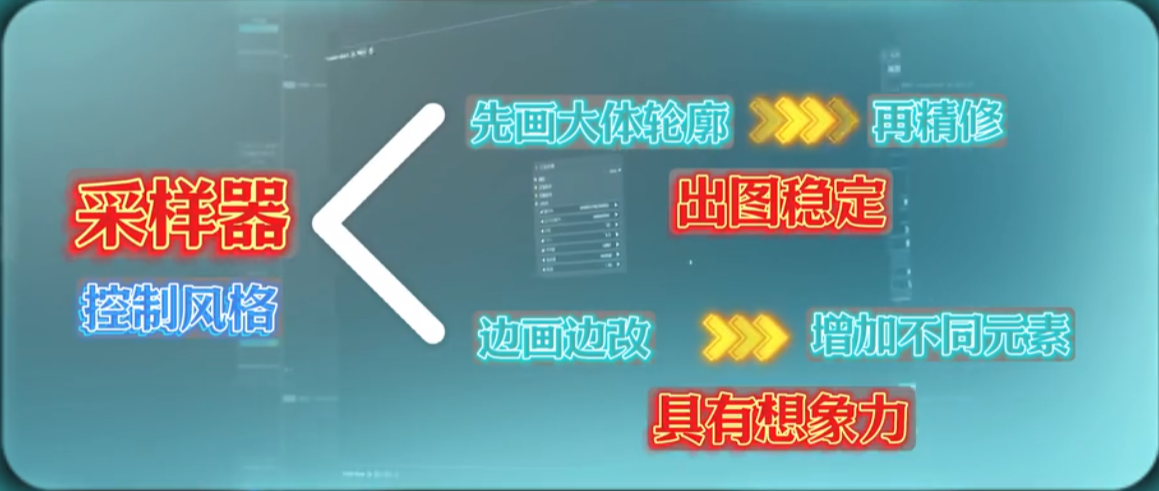 采样器
控制风格
先画大体轮廓 再精修
出图稳定
边画边改 增加不同元素
具有想象力